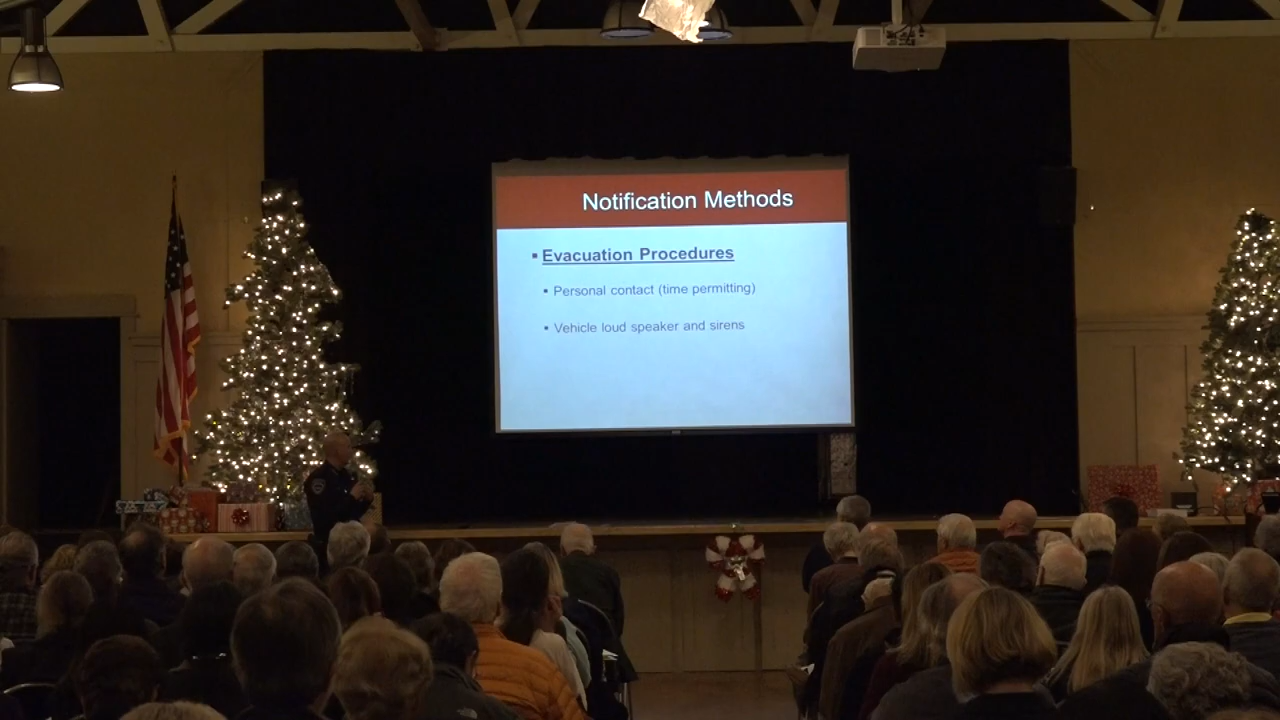 Notification Methods
▪ Evacuation Procedures
▪ Personal contact (time permitting)
▪ Vehicle loud speaker and sirens